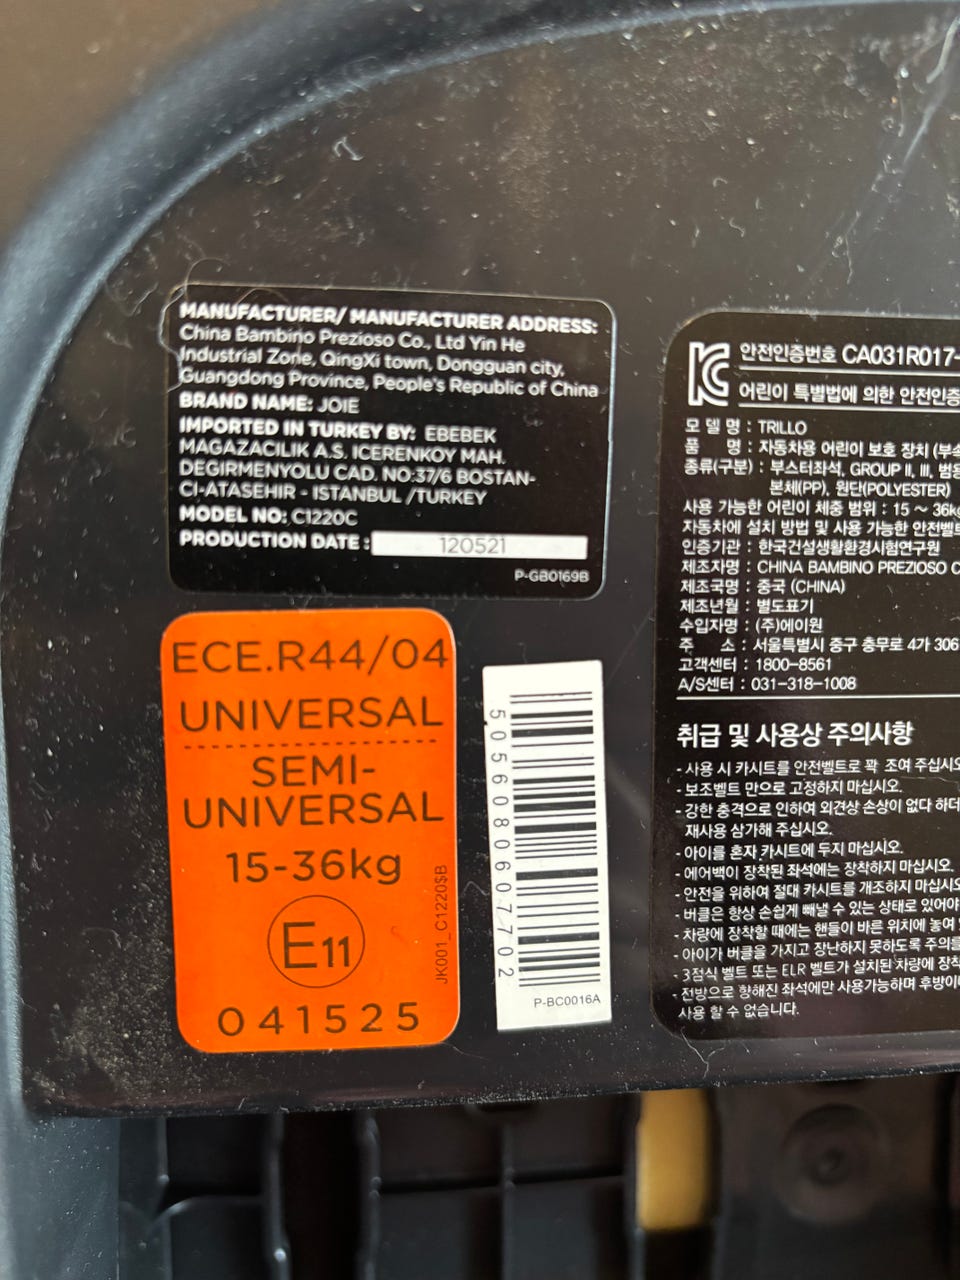 MANUFACTURER/ MANUFACTURER ADDRESS:
China Bambino Prezioso Co., Ltd Yin He
Industrial Zone, QingXi town, Dongguan city,
Guangdong Province, People's Republic of China
BRAND NAME: JOIE
IMPORTED IN TURKEY BY: EBEBEK
MAGAZACILIK A.S. ICERENKOY MAH.
DEGIRMENYOLU CAD. NO:37/6 BOSTAN-
CI-ATASEHIR - ISTANBUL /TURKEY
MODEL NO: C1220C
PRODUCTION DATE : 120521
P-GB0169B
ECE.R44/04
UNIVERSAL
SEMI-
UNIVERSAL
15-36kg
E11
041525
JK001_C1220$B
5056080607702
P-BC0016A
안전인증번호 CA031R017-
어린이 특별법에 의한 안전인증
모 델 명 : TRILLO
품 명 : 자동차용 어린이 보호 장치 (부속
종류(구분) : 부스터좌석, GROUP II, III, 범용
본체(PP), 원단(POLYESTER)
사용 가능한 어린이 체중 범위 : 15 ~ 36kg
자동차에 설치 방법 및 사용 가능한 안전벨트
인증기관 : 한국건설생활환경시험연구원
제조자명 : CHINA BAMBINO PREZIOSO C
제조국명 : 중국 (CHINA)
제조년월 : 별도표기
수입자명 : (주)에이원
주 소 : 서울특별시 중구 충무로 4가 306
고객센터 : 1800-8561
A/S센터 : 031-318-1008
취급 및 사용상 주의사항
- 사용 시 카시트를 안전벨트로 꽉 조여 주십시오
- 보조벨트 만으로 고정하지 마십시오.
- 강한 충격으로 인하여 외견상 손상이 없다 하더
재사용 삼가해 주십시오.
- 아이를 혼자 카시트에 두지 마십시오.
- 에어백이 장착된 좌석에는 장착하지 마십시오.
- 안전을 위하여 절대 카시트를 개조하지 마십시오
- 버클은 항상 손쉽게 빼낼 수 있는 상태로 있어야
- 차량에 장착할 때에는 핸들이 바른 위치에 놓여
- 아이가 버클을 가지고 장난하지 못하도록 주의를
- 3점식 벨트 또는 ELR 벨트가 설치된 차량에 장착
- 전방으로 향해진 좌석에만 사용가능하며 후방이나
사용 할 수 없습니다.